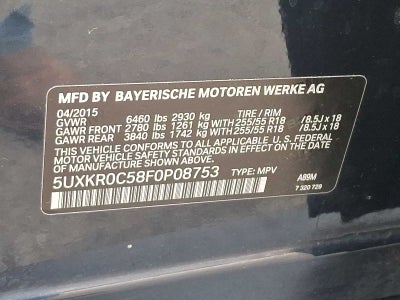 MFD BY BAYERISCHE MOTOREN WERKE AG
04/2015 TIRE / RIM
GVWR 6460 lbs 2930 kg
GAWR FRONT 2780 lbs 1261 kg WITH 255/55 R18 /8.5J x 18
GAWR REAR 3840 lbs 1742 kg WITH 255/55 R18 /8.5J x 18
THIS VEHICLE CONFORMS TO ALL APPLICABLE U. S. FEDERAL
MOTOR VEHICLE SAFETY STANDARDS IN EFFECT ON THE
DATE OF MANUFACTURE SHOWN ABOVE.
5UXKR0C58F0P08753 TYPE: MPV A89M
7 320 729